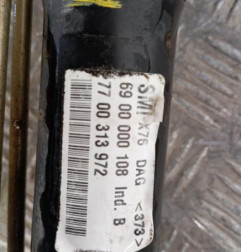 SMI X76 DAG <373>
69 00 000 108 Ind. B
77 00 313 972